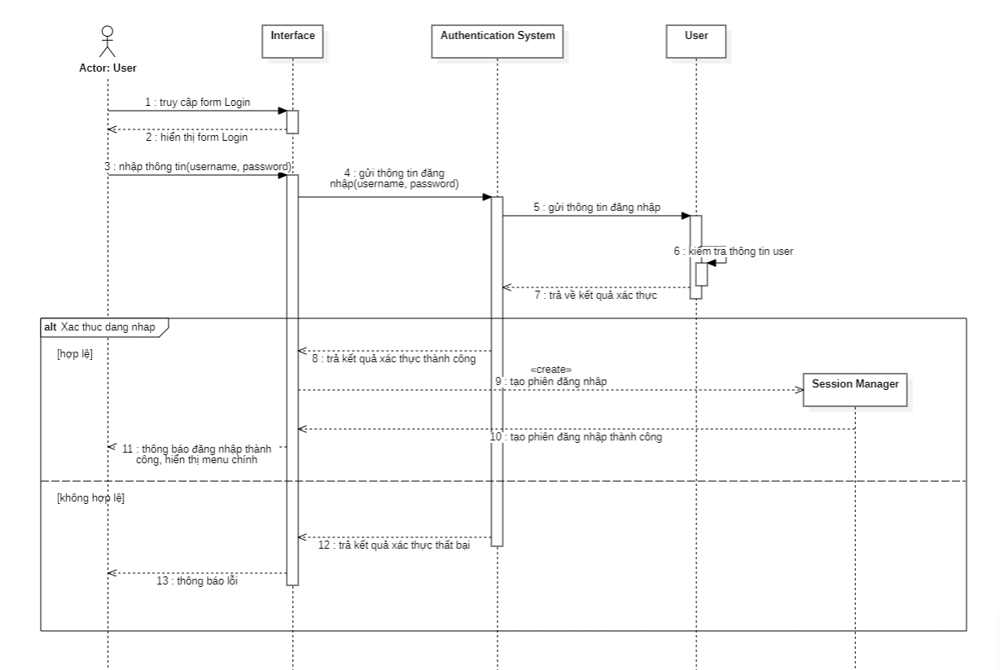 Interface
Authentication System
User
Actor: User
1 : truy cập form Login
2 : hiển thị form Login
3 : nhập thông tin(username, password)
4 : gửi thông tin đăng
nhập(username, password)
5 : gửi thông tin đăng nhập
6 : kiểm tra thông tin user
7 : trả về kết quả xác thực
alt Xac thuc dang nhap
[hợp lệ]
8 : trả kết quả xác thực thành công
«create»
9 : tạo phiên đăng nhập
Session Manager
10 : tạo phiên đăng nhập thành công
11 : thông báo đăng nhập thành
công, hiển thị menu chính
[không hợp lệ]
12 : trả kết quả xác thực thất bại
13 : thông báo lỗi